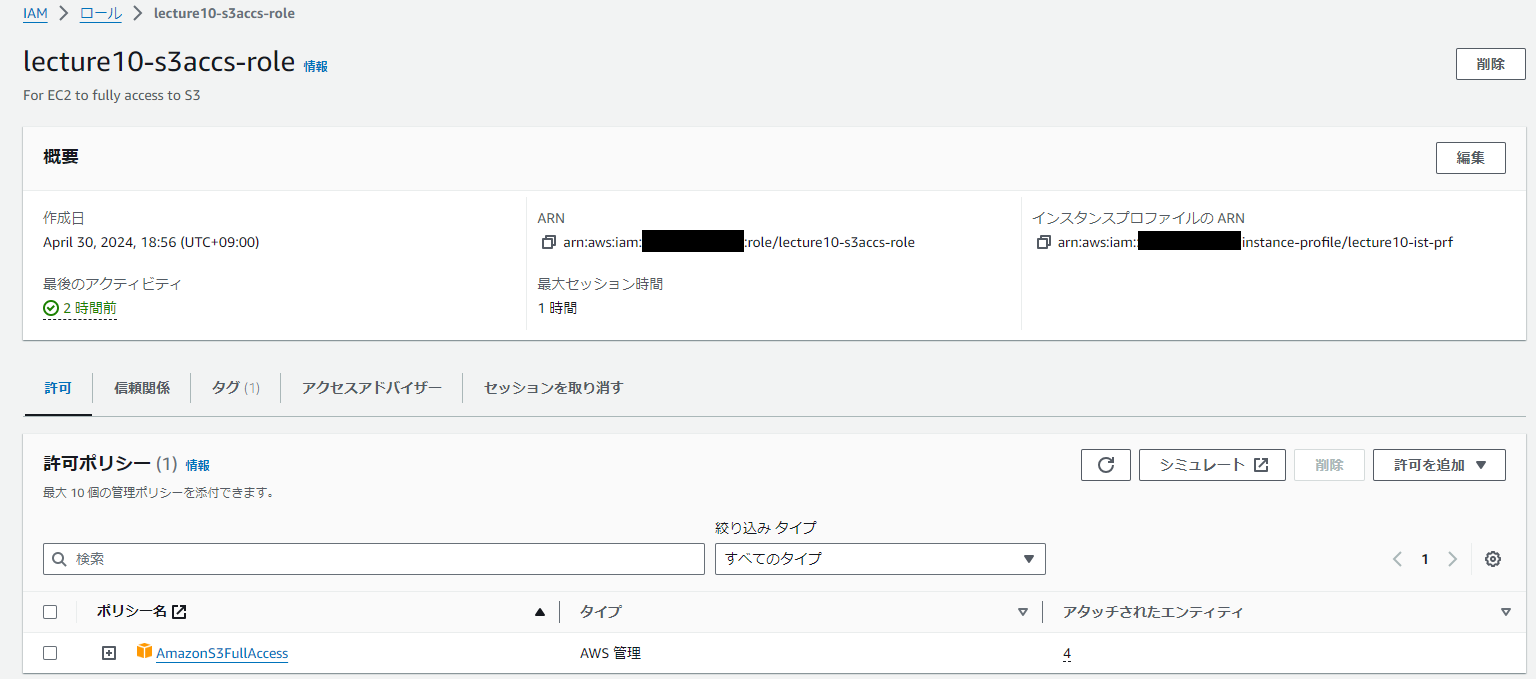 IAM > ロール > lecture10-s3accs-role
lecture10-s3accs-role 情報
削除
For EC2 to fully access to S3
概要
編集
作成日
April 30, 2024, 18:56 (UTC+09:00)
最後のアクティビティ
2 時間前
ARN
arn:aws:iam: :role/lecture10-s3accs-role
最大セッション時間
1 時間
インスタンスプロファイルの ARN
arn:aws:iam:: instance-profile/lecture10-ist-prf
許可 信頼関係 タグ (1) アクセスアドバイザー セッションを取り消す
許可ポリシー (1) 情報
最大 10 個の管理ポリシーを添付できます。
シミュレート 削除 許可を追加
絞り込み タイプ
検索 すべてのタイプ 1
ポリシー名 タイプ アタッチされたエンティティ
AmazonS3FullAccess AWS 管理 4